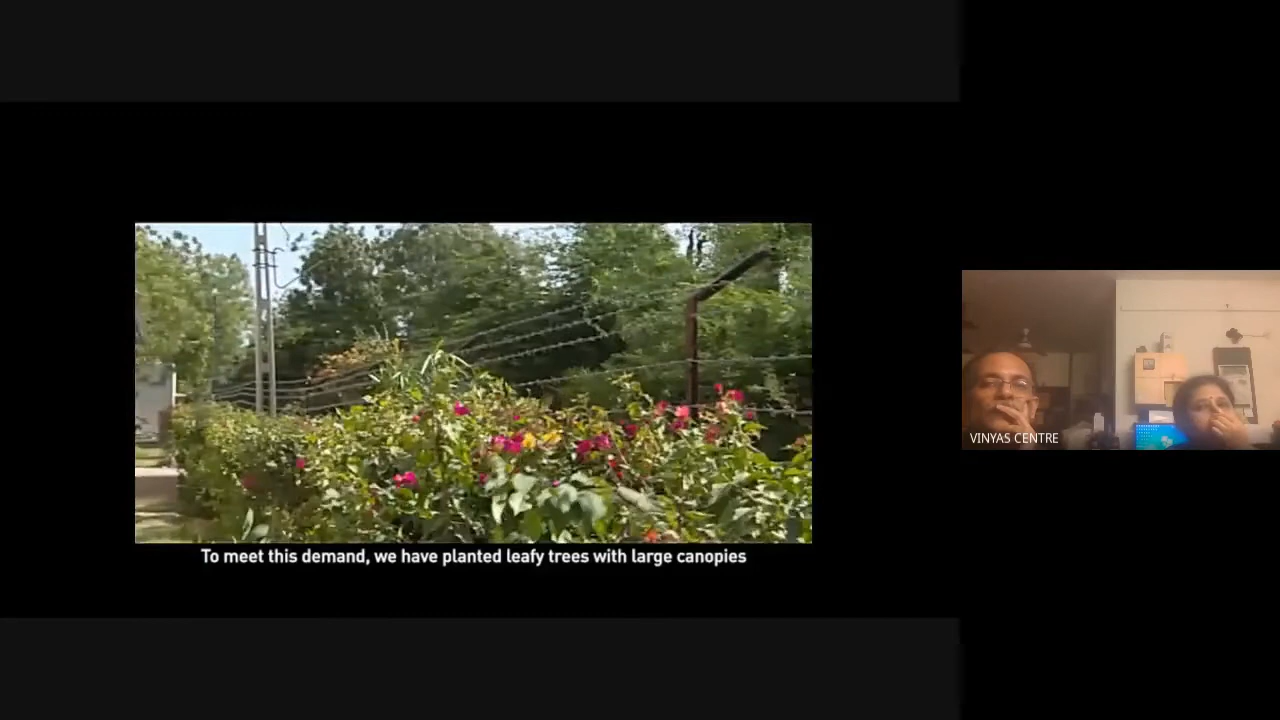 To meet this demand, we have planted leafy trees with large canopies
VINYAS CENTRE